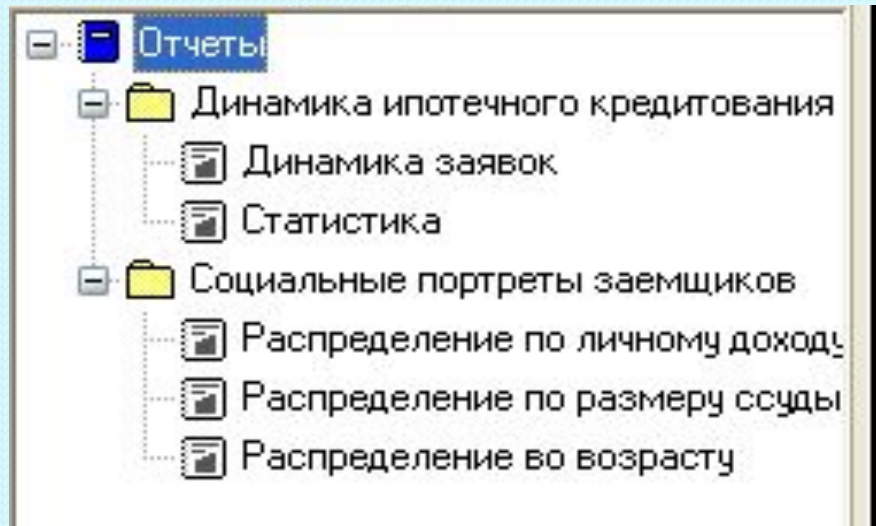 Отчеты
Динамика ипотечного кредитования
Динамика заявок
Статистика
Социальные портреты заемщиков
Распределение по личному доходу
Распределение по размеру ссуды
Распределение во возрасту